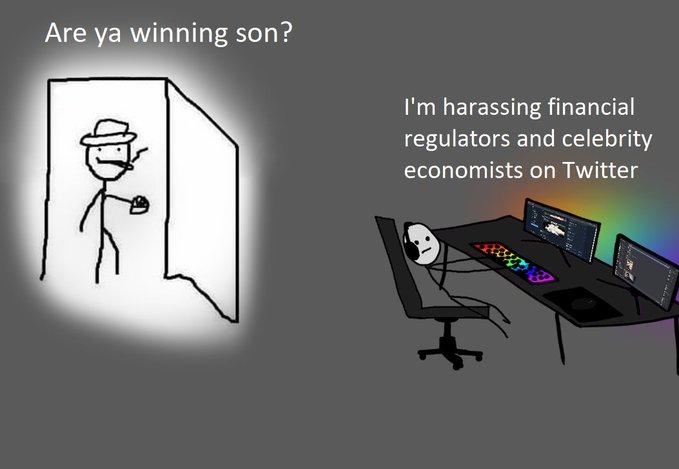 Are ya winning son?
I'm harassing financial
regulators and celebrity
economists on Twitter